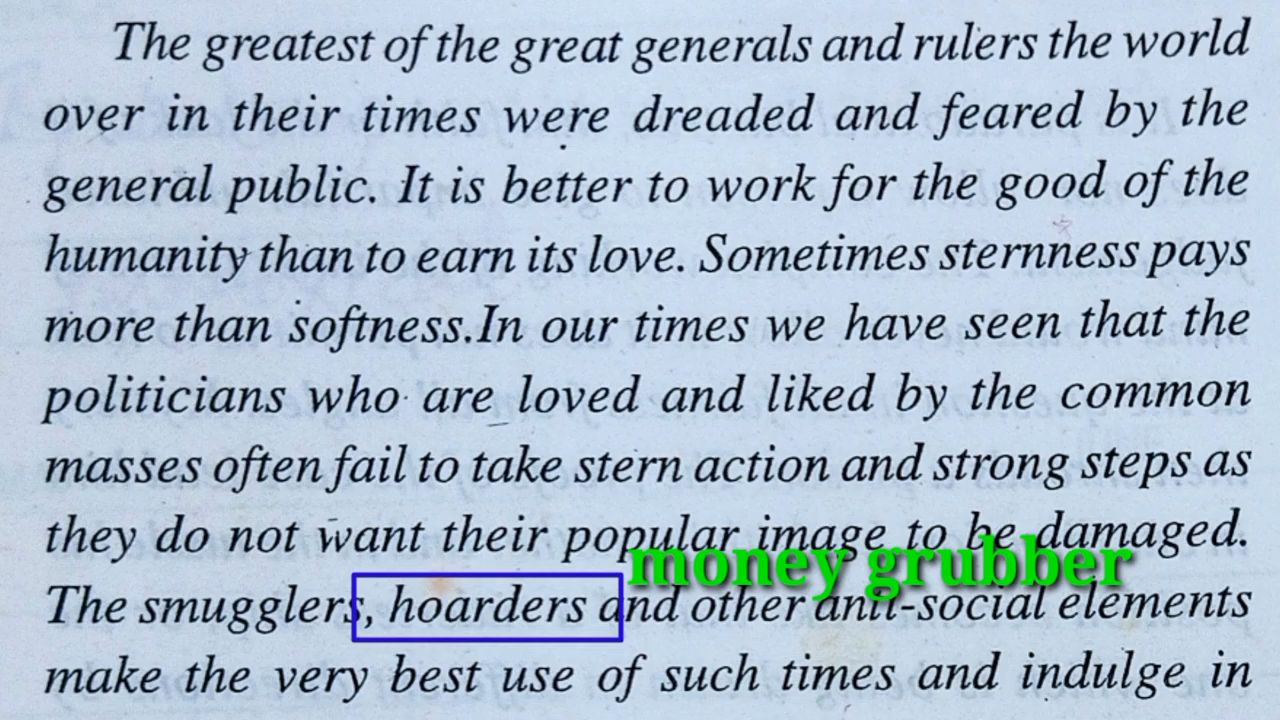 The greatest of the great generals and rulers the world
over in their times were dreaded and feared by the
general public. It is better to work for the good of the
humanity than to earn its love. Sometimes sternness pays
more than softness.In our times we have seen that the
politicians who are loved and liked by the common
masses often fail to take stern action and strong steps as
they do not want their popular image to be damaged.
money grubber
The smugglers, hoarders and other anti-social elements
make the very best use of such times and indulge in